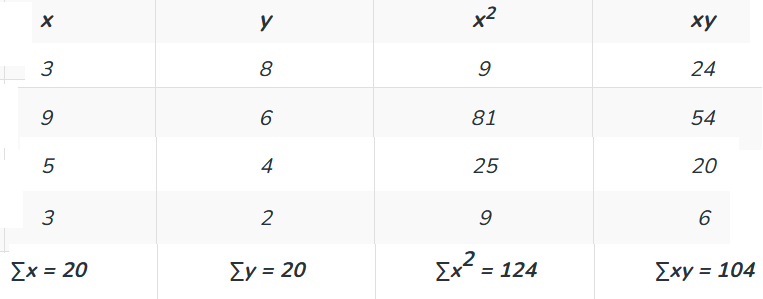 x y x² xy
3 8 9 24
9 6 81 54
5 4 25 20
3 2 9 6
∑x = 20 ∑y = 20 ∑x² = 124 ∑xy = 104